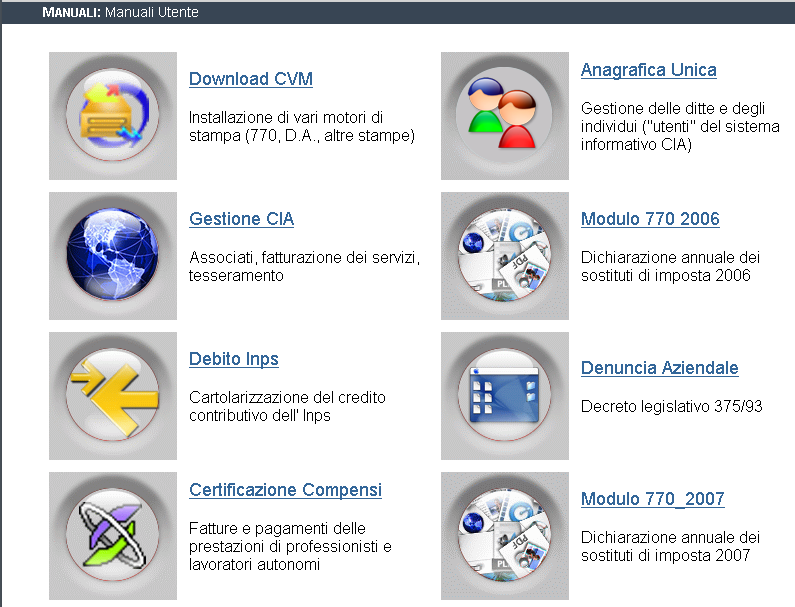 MANUALI: Manuali Utente
Download CVM
Installazione di vari motori di
stampa (770, D.A., altre stampe)
Anagrafica Unica
Gestione delle ditte e degli
individui ("utenti" del sistema
informativo CIA)
Gestione CIA
Associati, fatturazione dei servizi,
tesseramento
Modulo 770 2006
Dichiarazione annuale dei
sostituti di imposta 2006
PDF
Debito Inps
Cartolarizzazione del credito
contributivo dell' Inps
Denuncia Aziendale
Decreto legislativo 375/93
Certificazione Compensi
Fatture e pagamenti delle
prestazioni di professionisti e
lavoratori autonomi
Modulo 770_2007
Dichiarazione annuale dei
sostituti di imposta 2007
PDF